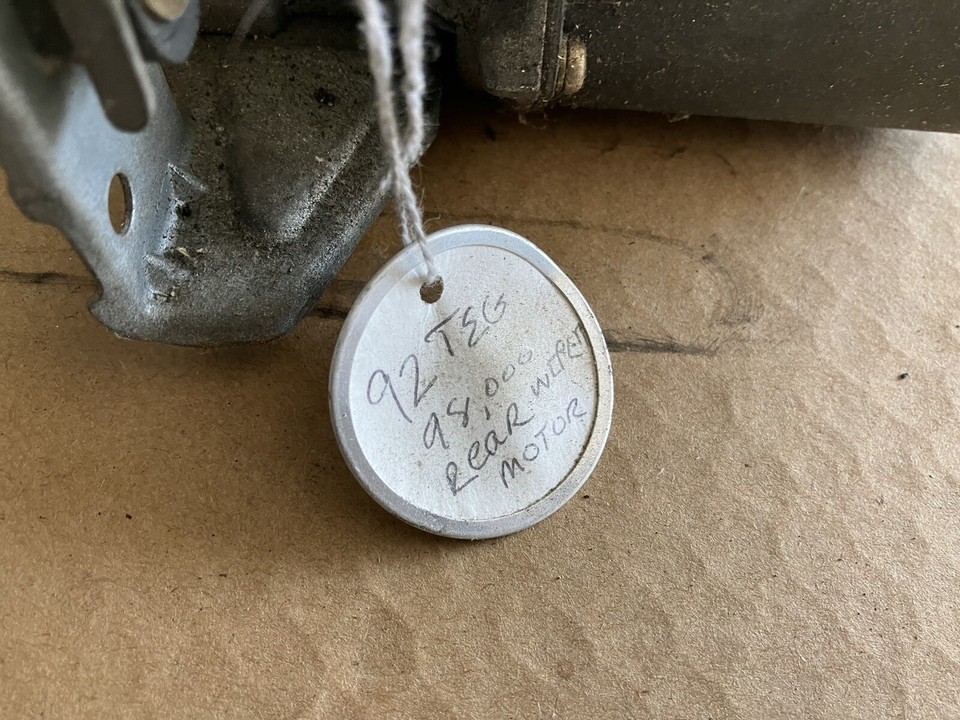 92 TEG
98,000
Rear WIPER
MOTOR